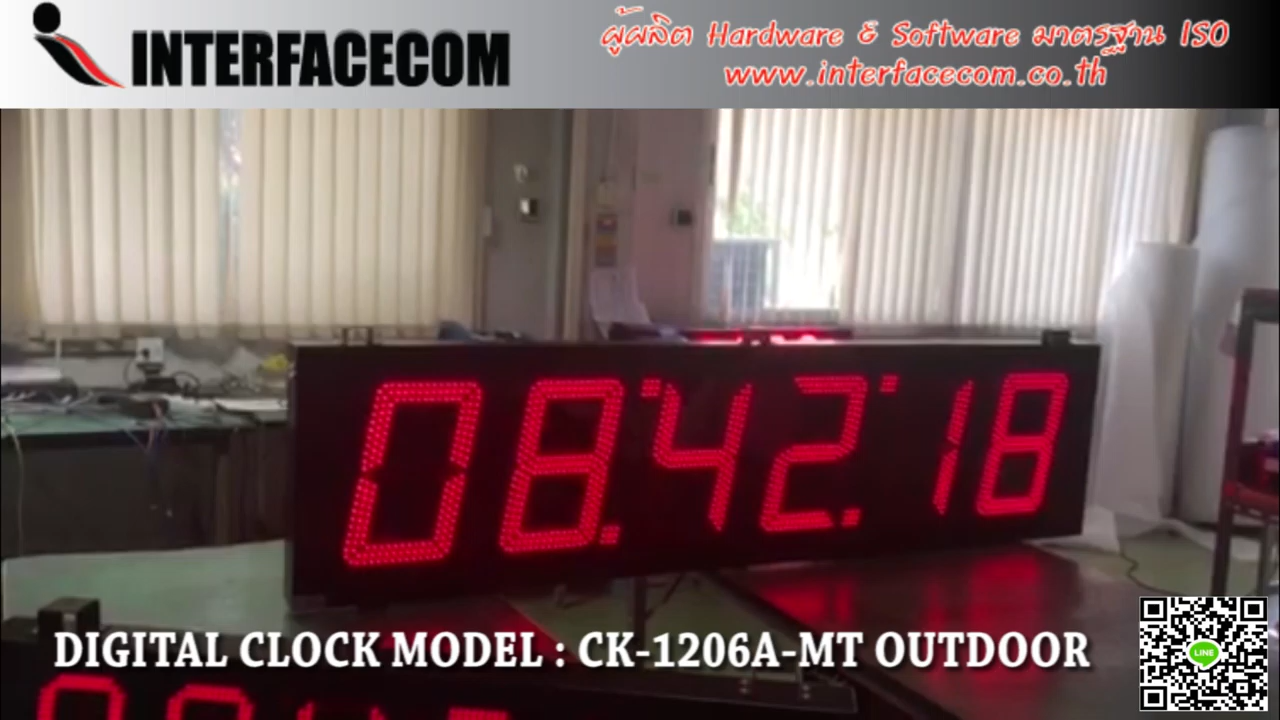 INTERFACECOM
ผู้ผลิต Hardware & Software มาตรฐาน ISO
www.interfacecom.co.th
08:42:18
DIGITAL CLOCK MODEL : CK-1206A-MT OUTDOOR
LINE